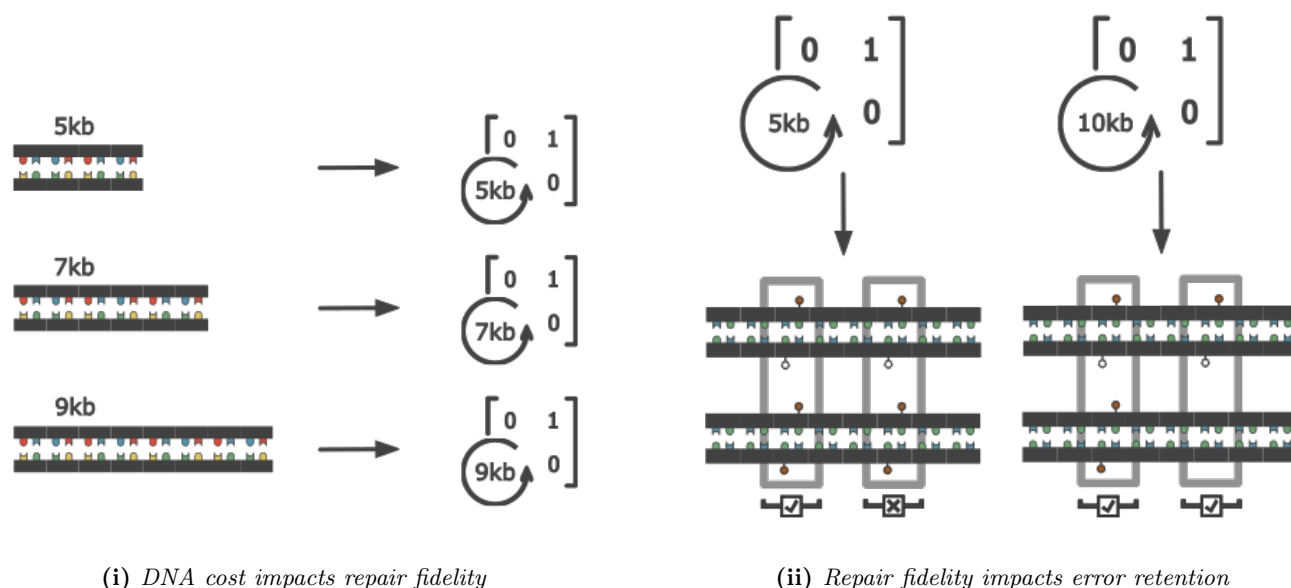 5kb
0 1
5kb 0
7kb
0 1
7kb 0
9kb
0 1
9kb 0
(i) DNA cost impacts repair fidelity
0 1
5kb 0
0 1
10kb 0
(ii) Repair fidelity impacts error retention